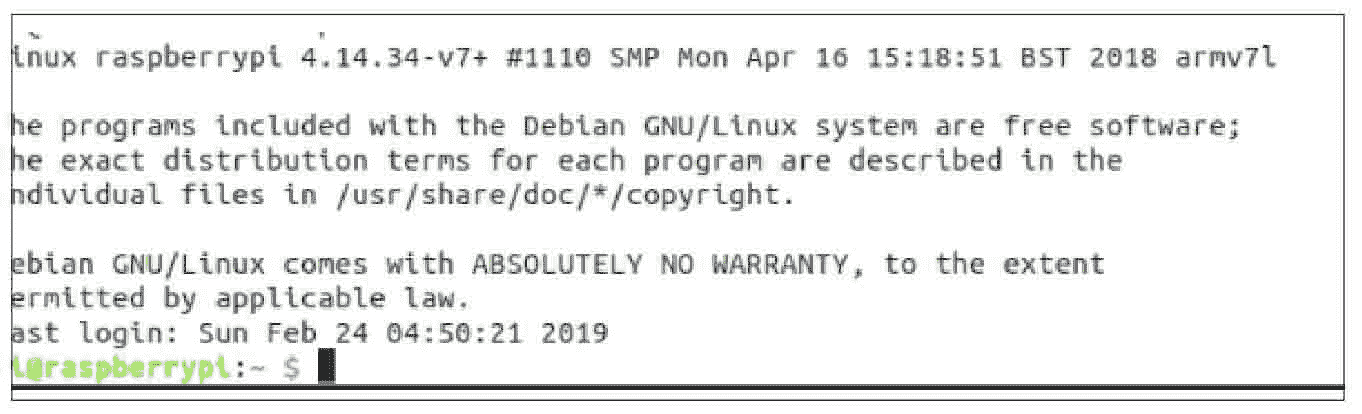 inux raspberrypi 4.14.34-v7+ #1110 SMP Mon Apr 16 15:18:51 BST 2018 armv7l
he programs included with the Debian GNU/Linux system are free software;
he exact distribution terms for each program are described in the
ndividual files in /usr/share/doc/*/copyright.
ebian GNU/Linux comes with ABSOLUTELY NO WARRANTY, to the extent
ermitted by applicable law.
ast login: Sun Feb 24 04:50:21 2019
i@raspberrypi:~ $